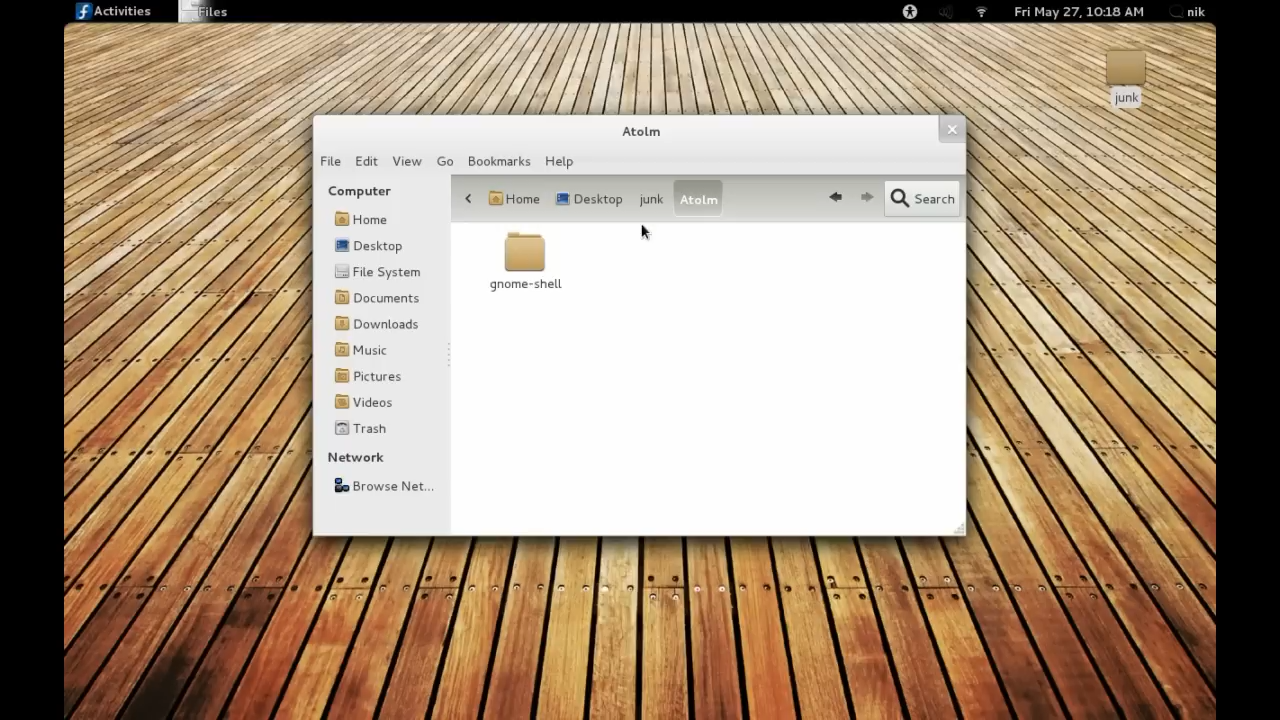 Activities Files Fri May 27, 10:18 AM nik
junk
Atolm
File Edit View Go Bookmarks Help
Computer
Home
Desktop
File System
Documents
Downloads
Music
Pictures
Videos
Trash
Network
Browse Net...
Home Desktop junk Atolm Search
gnome-shell